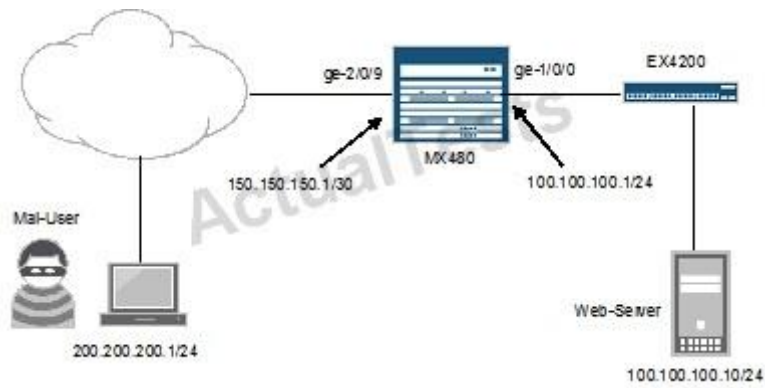 ge-2/0/9
ge-1/0/0
EX4200
MX480
150.150.150.1/30
100.100.100.1/24
ActualTests
Mal-User
200.200.200.1/24
Web-Server
100.100.100.10/24